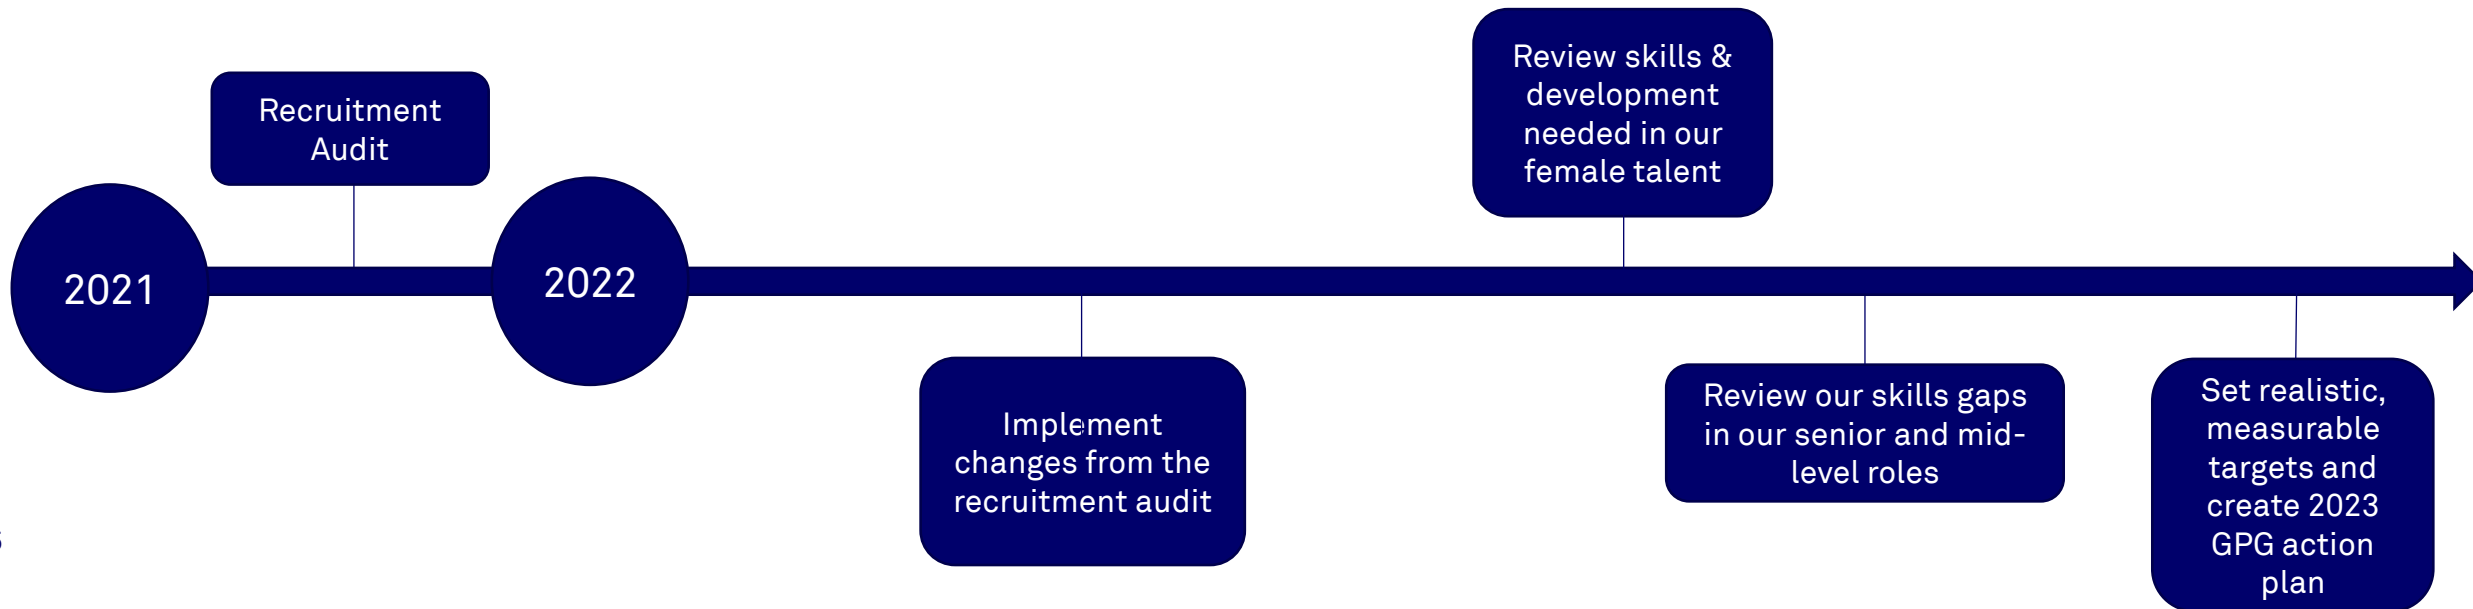 Recruitment
Audit
2021
2022
Implement
changes from the
recruitment audit
Review skills &
development
needed in our
female talent
Review our skills gaps
in our senior and mid-
level roles
Set realistic,
measurable
targets and
create 2023
GPG action
plan